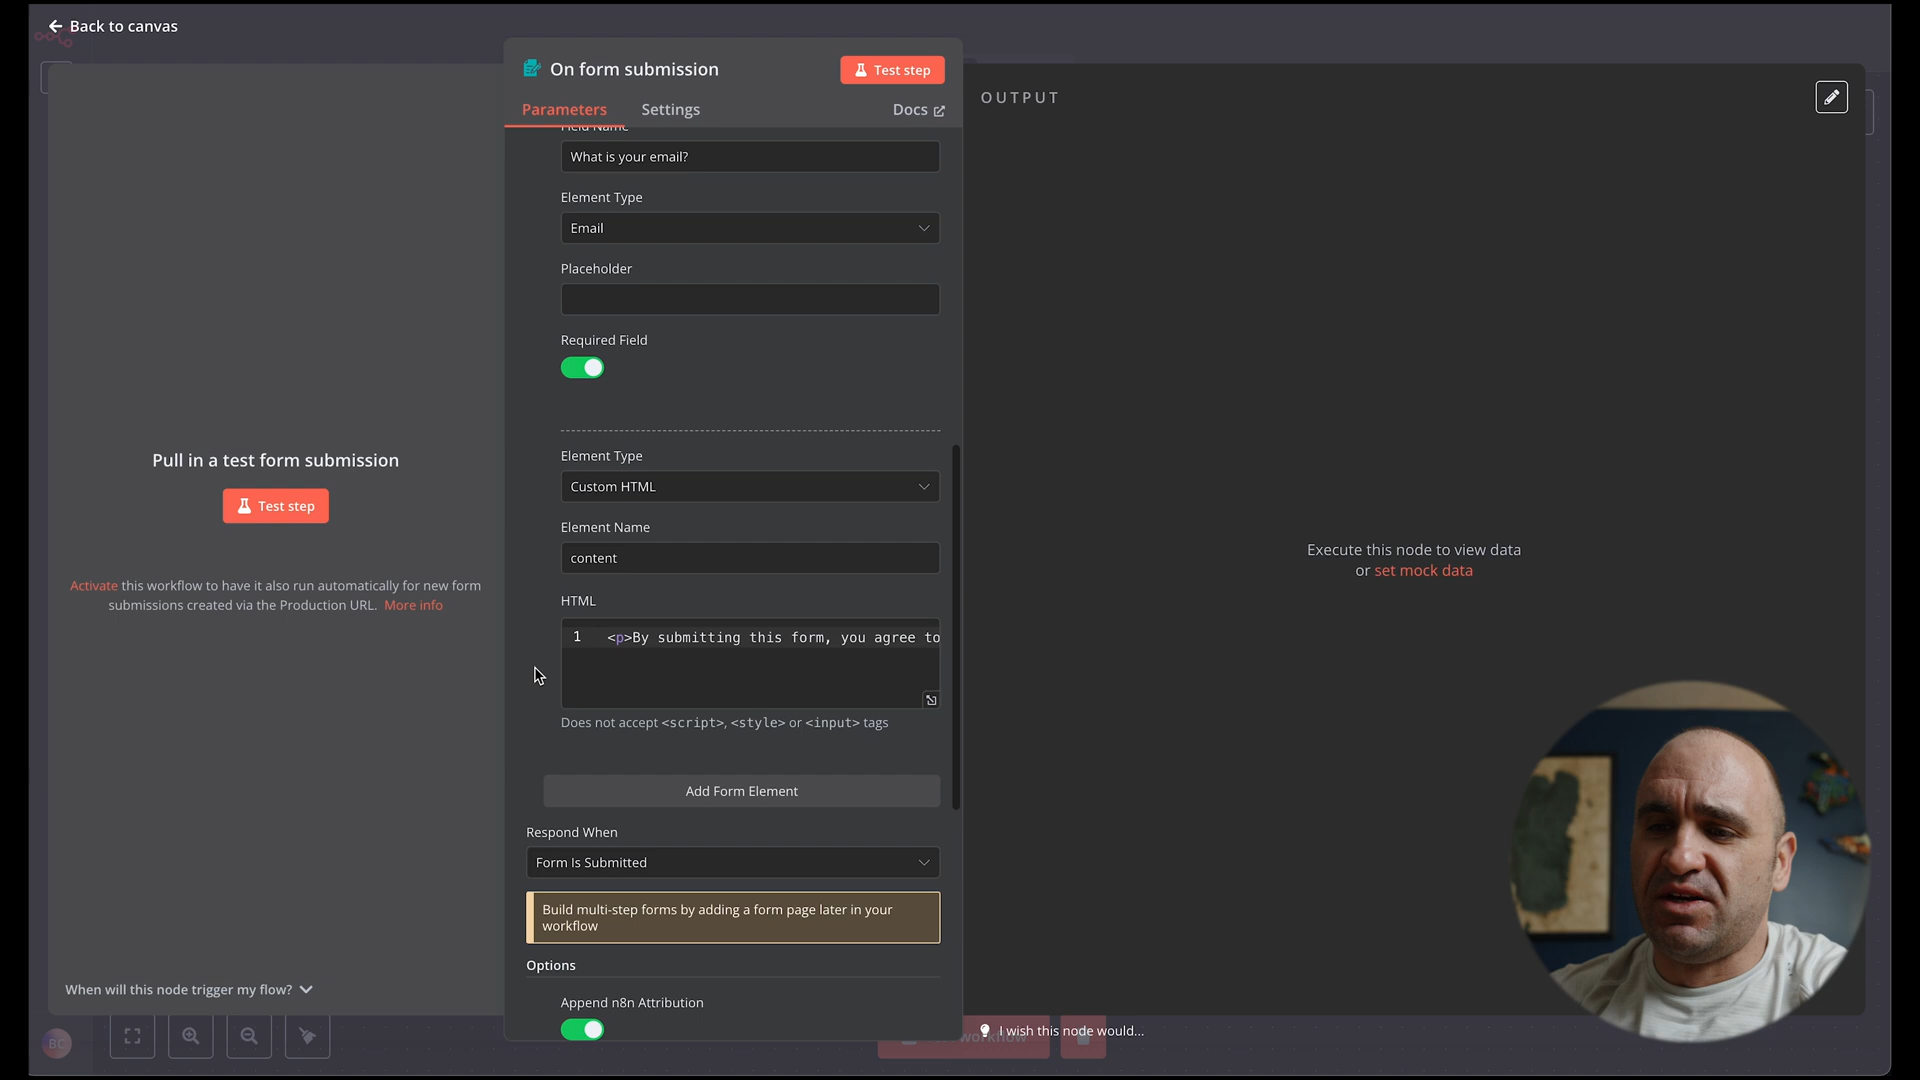 Back to canvas
On form submission
Test step
Parameters
Settings
Docs
Field Name
What is your email?
Element Type
Email
Placeholder
Required Field
Element Type
Custom HTML
Element Name
content
HTML
1 <p>By submitting this form, you agree to
Does not accept <script>, <style> or <input> tags
Add Form Element
Respond When
Form Is Submitted
Build multi-step forms by adding a form page later in your
workflow
Options
Append n8n Attribution
Pull in a test form submission
Test step
Activate this workflow to have it also run automatically for new form
submissions created via the Production URL. More info
When will this node trigger my flow?
BC
OUTPUT
Execute this node to view data
or set mock data
I wish this node would...
workflow